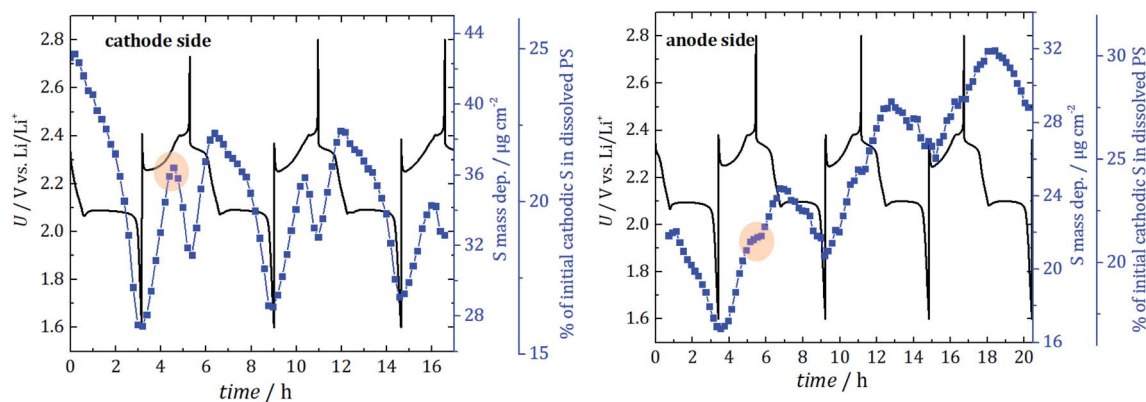 cathode side
U / V vs. Li/Li⁺
2.8
2.6
2.4
2.2
2.0
1.8
1.6
0 2 4 6 8 10 12 14 16
time / h
44
40
36
32
28
S mass dep. / µg cm⁻²
25
20
15
% of initial cathodic S in dissolved PS
anode side
U / V vs. Li/Li⁺
2.8
2.6
2.4
2.2
2.0
1.8
1.6
0 2 4 6 8 10 12 14 16 18 20
time / h
32
28
24
20
16
S mass dep. / µg cm⁻²
30
25
20
% of initial cathodic S in dissolved PS